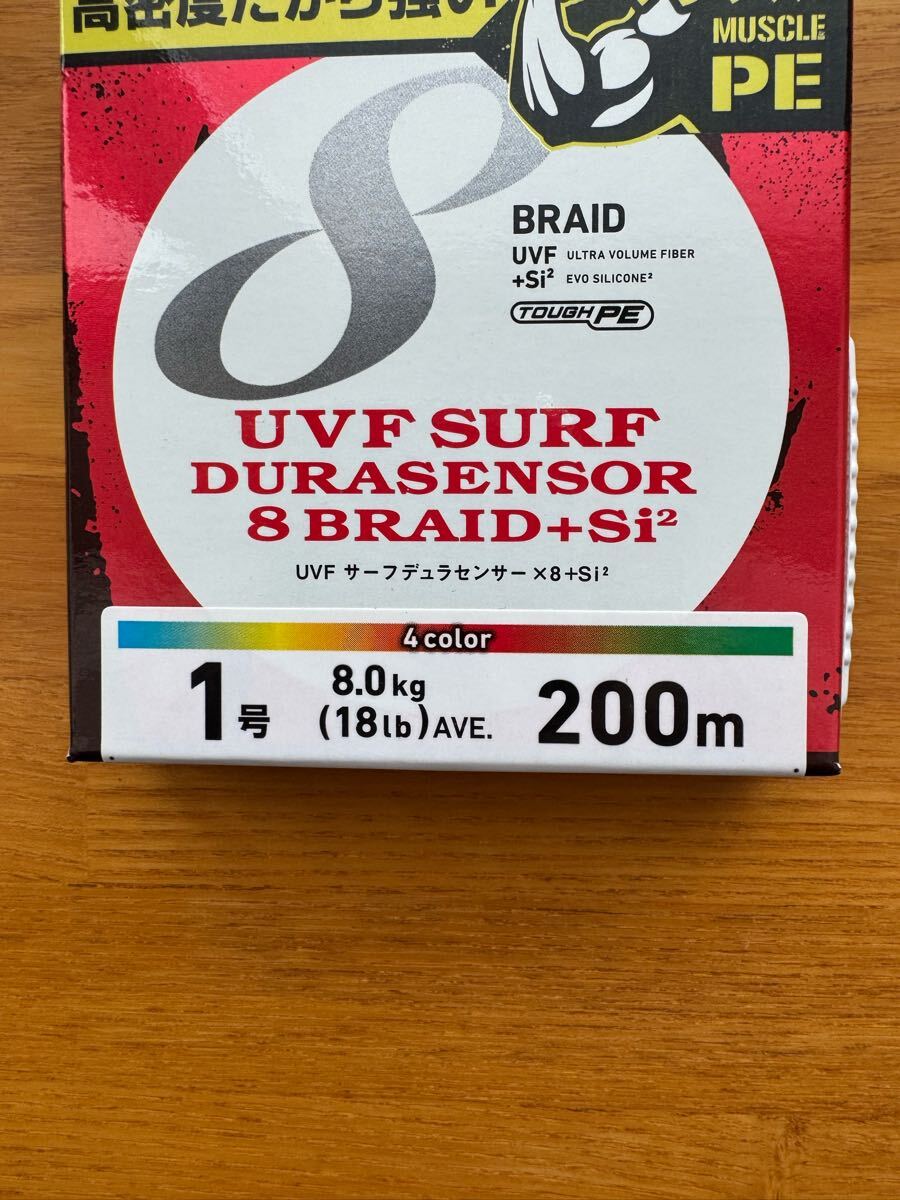 高密度だから強い
MUSCLE
PE
8
BRAID
UVF ULTRA VOLUME FIBER
+Si² EVO SILICONE²
TOUGH PE
UVF SURF
DURASENSOR
8 BRAID+Si²
UVF サーフデュラセンサー×8+Si²
4 color
1号 8.0kg (18lb)AVE. 200m